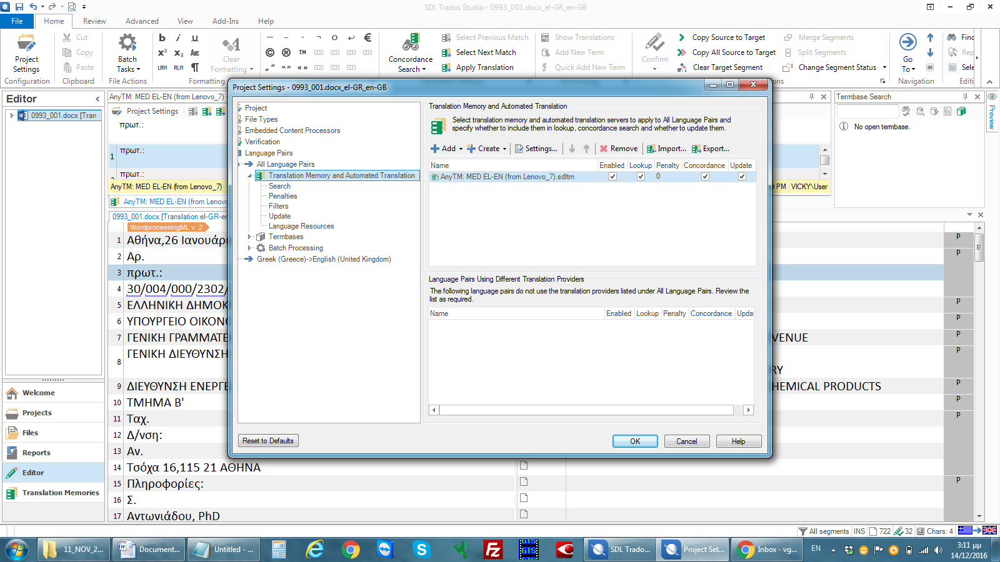 SDL Trados Studio - 0993_001.docx_el-GR_en-GB
File Home Review Advanced View Add-Ins Help
Project Settings
Configuration
Cut
Copy
Paste
Clipboard
Batch Tasks
File Actions
b i U
X² X₂ ABC
LRM RLM ¶
Clear Formatting
Formatting
© ® ™
Concordance Search
Select Previous Match
Select Next Match
Apply Translation
Show Translations
Add New Term
Quick Add New Term
Confirm
Copy Source to Target
Copy All Source to Target
Clear Target Segment
Merge Segments
Split Segments
Change Segment Status
Go To
Navigation
Editor
0993_001.docx [Tran
Welcome
Projects
Files
Reports
Editor
Translation Memories
AnyTM: MED EL-EN (from Lenovo_7)
Project Settings
πρωτ.:
1 πρωτ.:
πρωτ.:
AnyTM: MED EL-EN (from Lenovo_7)
PM VICKY\User
AnyTM: MED EL-EN (from Lenovo
Termbase Search
No open termbase.
Preview
0993_001.docx [Translation el-GR-en
WordprocessingML v. 2
1 Αθήνα,26 Ιανουάρι P
2 Αρ. P
3 πρωτ.:
4 30/004/000/2302/
5 ΕΛΛΗΝΙΚΗ ΔΗΜΟΚ P
6 ΥΠΟΥΡΓΕΙΟ ΟΙΚΟΝΟ P
7 ΓΕΝΙΚΗ ΓΡΑΜΜΑΤΕ VENUE P
8 ΓΕΝΙΚΗ ΔΙΕΥΘΥΝΣΗ RY P
9 ΔΙΕΥΘΥΝΣΗ ΕΝΕΡΓΕ HEMICAL PRODUCTS P
10 ΤΜΗΜΑ Β' P
11 Ταχ. P
12 Δ/νση:
13 Αν.
14 Τσόχα 16,115 21 ΑΘΗΝΑ
15 Πληροφορίες: P
16 Σ.
17 Αντωνιάδου, PhD
Project Settings - 0993_001.docx_el-GR_en-GB
Project
File Types
Embedded Content Processors
Verification
Language Pairs
All Language Pairs
Translation Memory and Automated Translation
Search
Penalties
Filters
Update
Language Resources
Termbases
Batch Processing
Greek (Greece)->English (United Kingdom)
Translation Memory and Automated Translation
Select translation memory and automated translation servers to apply to All Language Pairs and
specify whether to include them in lookup, concordance search and whether to update them.
Add Create Settings... Remove Import... Export...
Name Enabled Lookup Penalty Concordance Update
AnyTM: MED EL-EN (from Lenovo_7).sdltm 0
Language Pairs Using Different Translation Providers
The following language pairs do not use the translation providers listed under All Language Pairs. Review the
list as required.
Name Enabled Lookup Penalty Concordance Updat
Reset to Defaults OK Cancel Help
All segments INS 722 32 Chars: 4
11_NOV_2... Document... Untitled - ... SDL Trado... Project Set... Inbox - vg... EN 3:11 μμ
14/12/2016